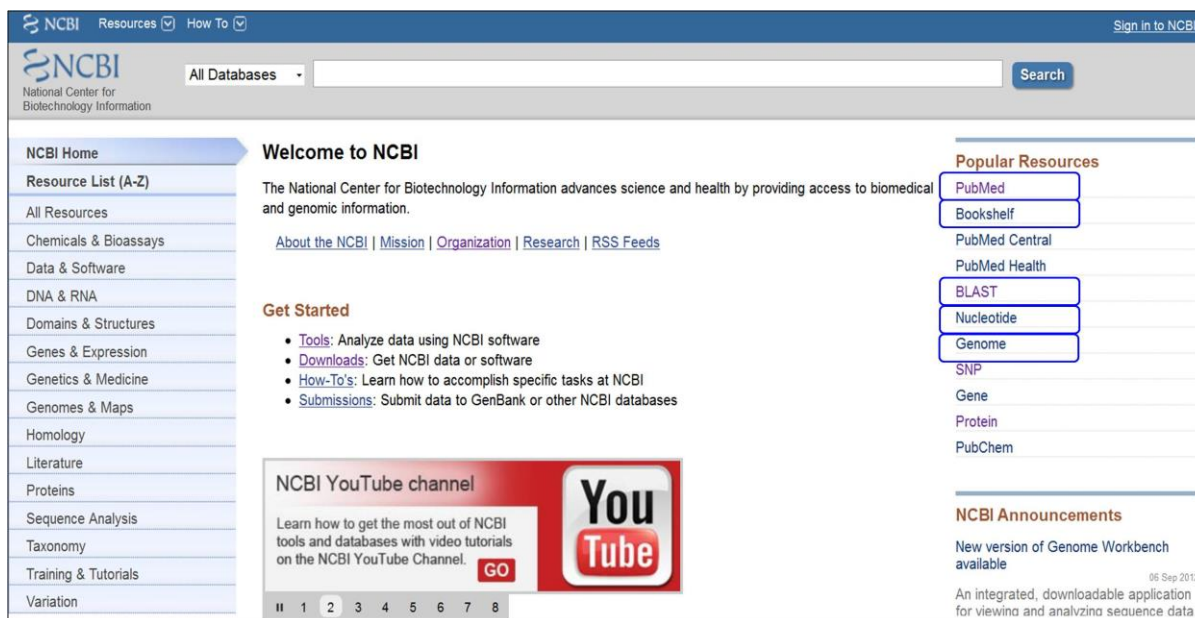 NCBI Resources How To Sign in to NCBI
NCBI
National Center for
Biotechnology Information
All Databases
Search
NCBI Home
Resource List (A-Z)
All Resources
Chemicals & Bioassays
Data & Software
DNA & RNA
Domains & Structures
Genes & Expression
Genetics & Medicine
Genomes & Maps
Homology
Literature
Proteins
Sequence Analysis
Taxonomy
Training & Tutorials
Variation
Welcome to NCBI
The National Center for Biotechnology Information advances science and health by providing access to biomedical
and genomic information.
About the NCBI | Mission | Organization | Research | RSS Feeds
Get Started
• Tools: Analyze data using NCBI software
• Downloads: Get NCBI data or software
• How-To's: Learn how to accomplish specific tasks at NCBI
• Submissions: Submit data to GenBank or other NCBI databases
NCBI YouTube channel
Learn how to get the most out of NCBI
tools and databases with video tutorials
on the NCBI YouTube Channel.
GO
You
Tube
1 2 3 4 5 6 7 8
Popular Resources
PubMed
Bookshelf
PubMed Central
PubMed Health
BLAST
Nucleotide
Genome
SNP
Gene
Protein
PubChem
NCBI Announcements
New version of Genome Workbench
available
06 Sep
An integrated, downloadable application
for viewing and analyzing sequence data